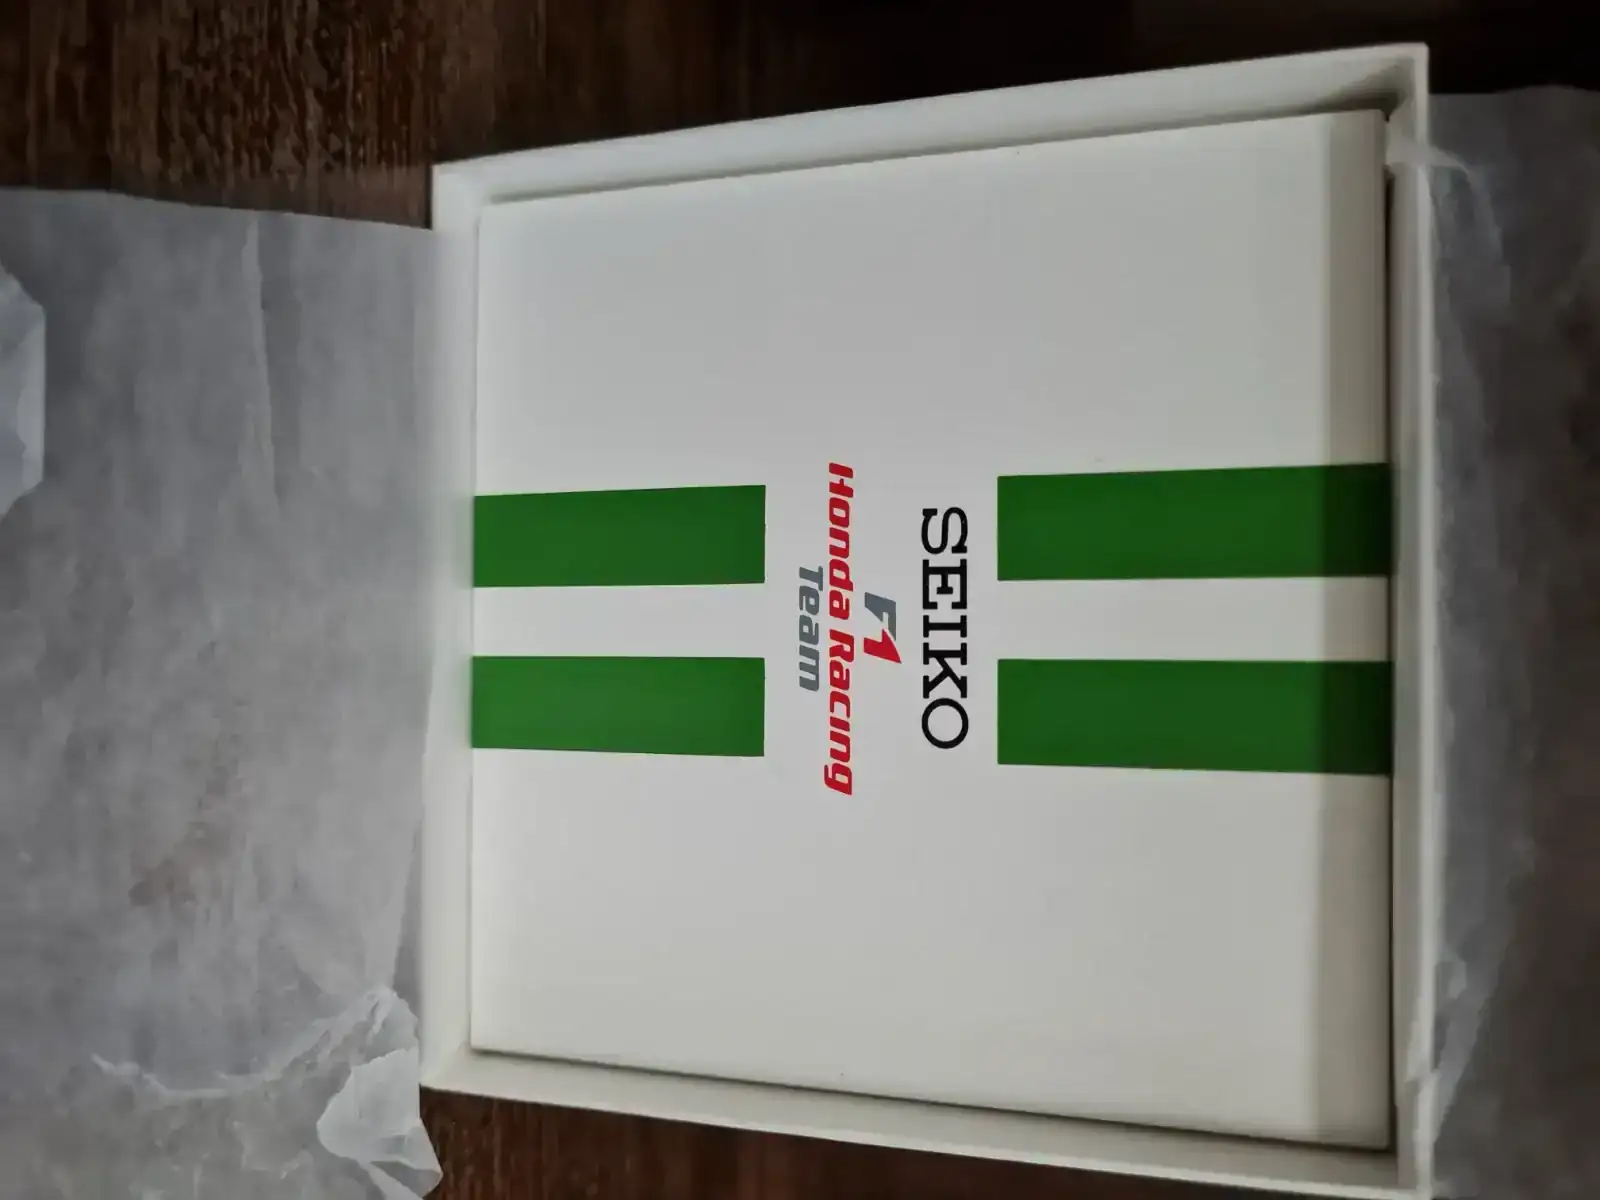 SEIKO
F1
Honda Racing
Team